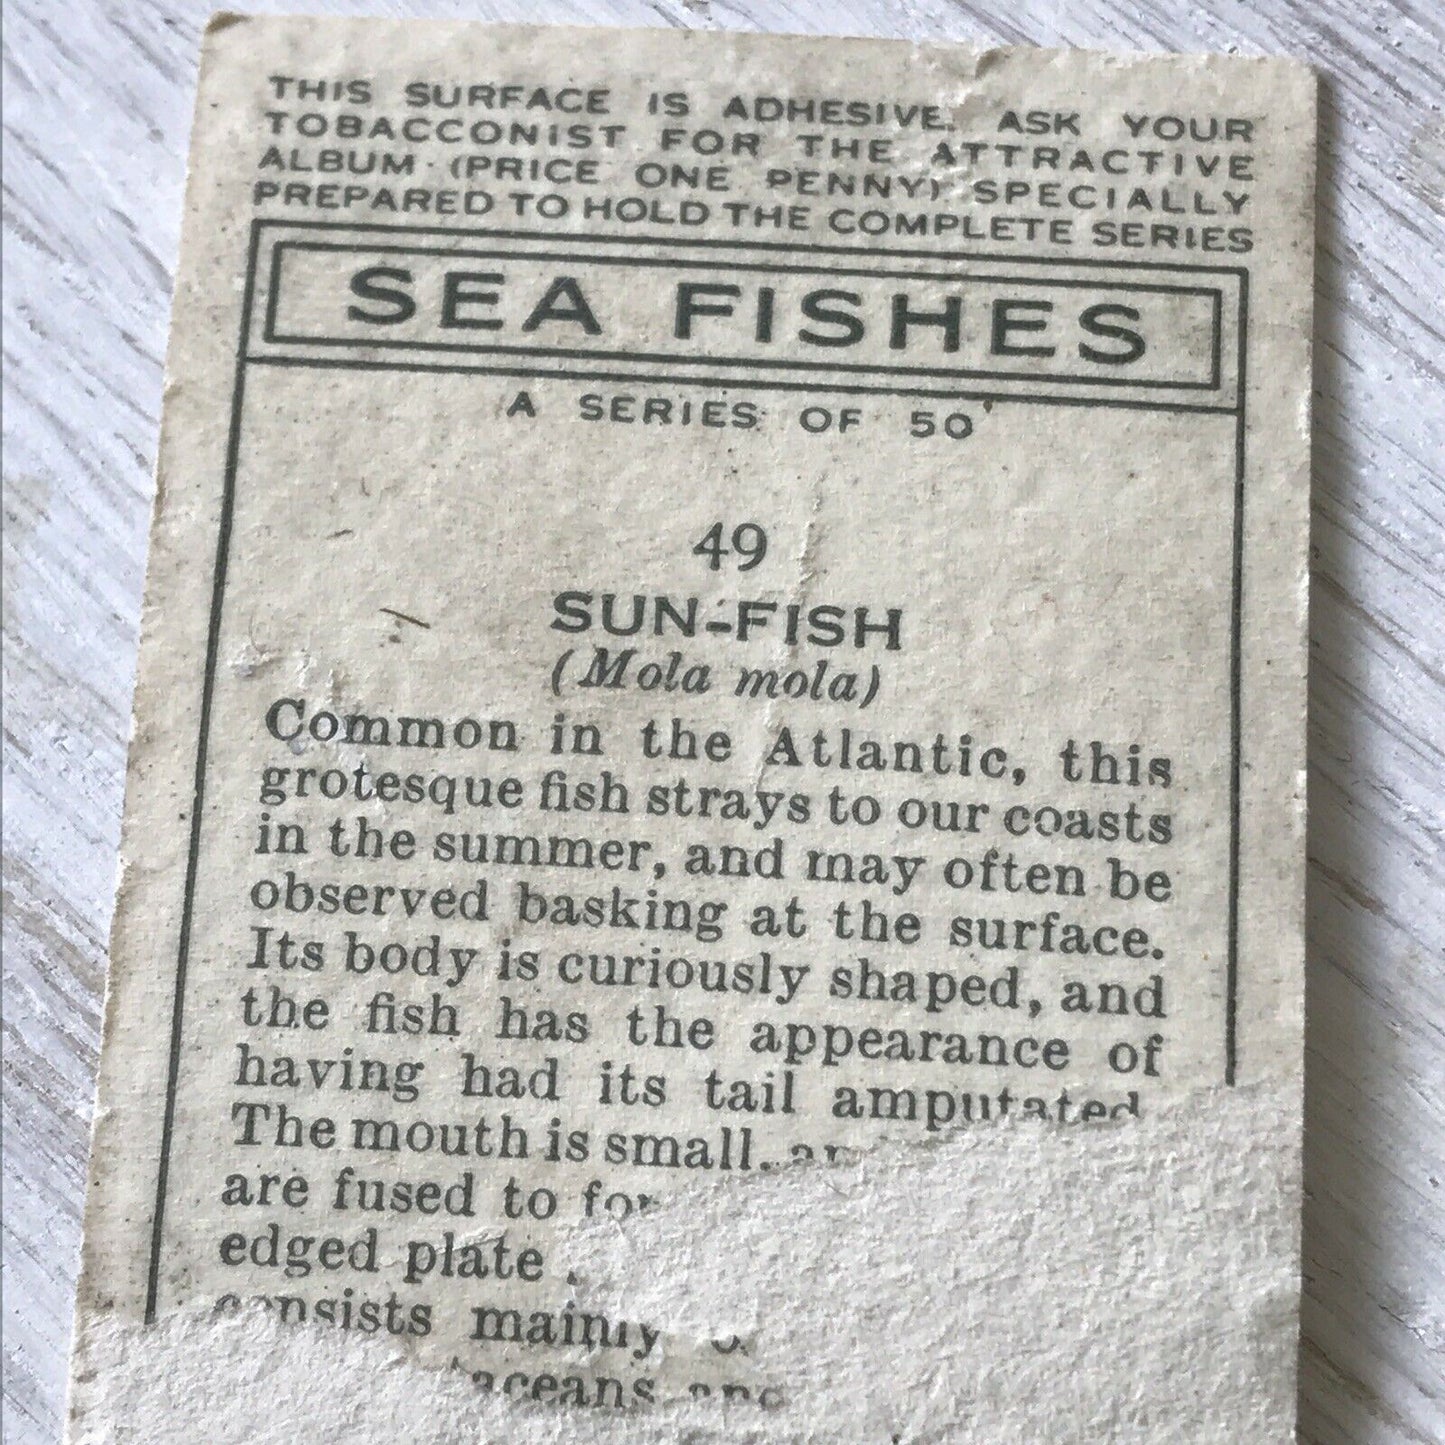 THIS SURFACE IS ADHESIVE. ASK YOUR
TOBACCONIST FOR THE ATTRACTIVE
ALBUM (PRICE ONE PENNY) SPECIALLY
PREPARED TO HOLD THE COMPLETE SERIES
SEA FISHES
A SERIES OF 50
49
SUN-FISH
(Mola mola)
Common in the Atlantic, this
grotesque fish strays to our coasts
in the summer, and may often be
observed basking at the surface.
Its body is curiously shaped, and
the fish has the appearance of
having had its tail amputated
The mouth is small,
are fused to
edged plate
consists mainly